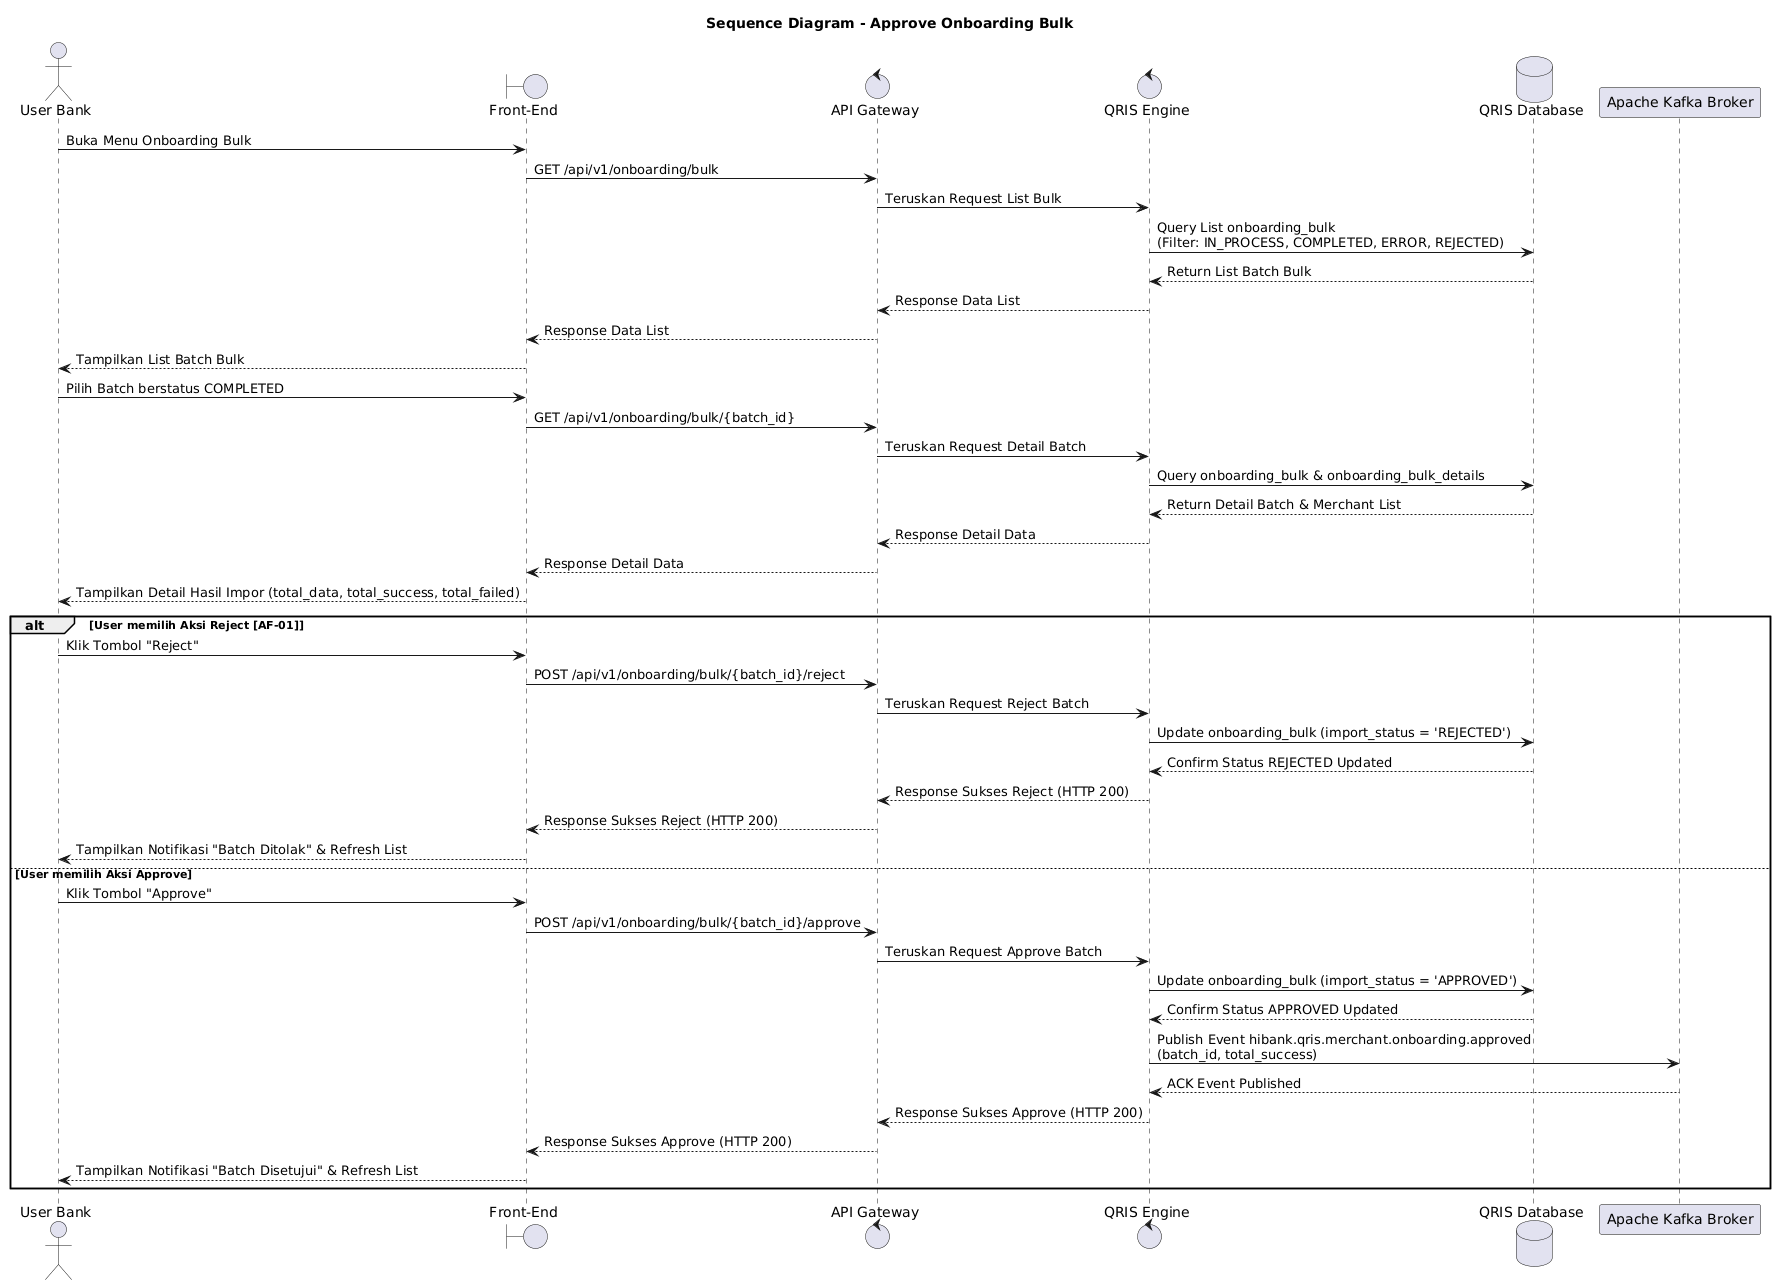 Sequence Diagram - Approve Onboarding Bulk
User Bank
Front-End
API Gateway
QRIS Engine
QRIS Database
Apache Kafka Broker
Buka Menu Onboarding Bulk
GET /api/v1/onboarding/bulk
Teruskan Request List Bulk
Query List onboarding_bulk
(Filter: IN_PROCESS, COMPLETED, ERROR, REJECTED)
Return List Batch Bulk
Response Data List
Response Data List
Tampilkan List Batch Bulk
Pilih Batch berstatus COMPLETED
GET /api/v1/onboarding/bulk/{batch_id}
Teruskan Request Detail Batch
Query onboarding_bulk & onboarding_bulk_details
Return Detail Batch & Merchant List
Response Detail Data
Response Detail Data
Tampilkan Detail Hasil Impor (total_data, total_success, total_failed)
alt [User memilih Aksi Reject [AF-01]]
Klik Tombol "Reject"
POST /api/v1/onboarding/bulk/{batch_id}/reject
Teruskan Request Reject Batch
Update onboarding_bulk (import_status = 'REJECTED')
Confirm Status REJECTED Updated
Response Sukses Reject (HTTP 200)
Response Sukses Reject (HTTP 200)
Tampilkan Notifikasi "Batch Ditolak" & Refresh List
[User memilih Aksi Approve]
Klik Tombol "Approve"
POST /api/v1/onboarding/bulk/{batch_id}/approve
Teruskan Request Approve Batch
Update onboarding_bulk (import_status = 'APPROVED')
Confirm Status APPROVED Updated
Publish Event hibank.qris.merchant.onboarding.approved
(batch_id, total_success)
ACK Event Published
Response Sukses Approve (HTTP 200)
Response Sukses Approve (HTTP 200)
Tampilkan Notifikasi "Batch Disetujui" & Refresh List
User Bank
Front-End
API Gateway
QRIS Engine
QRIS Database
Apache Kafka Broker